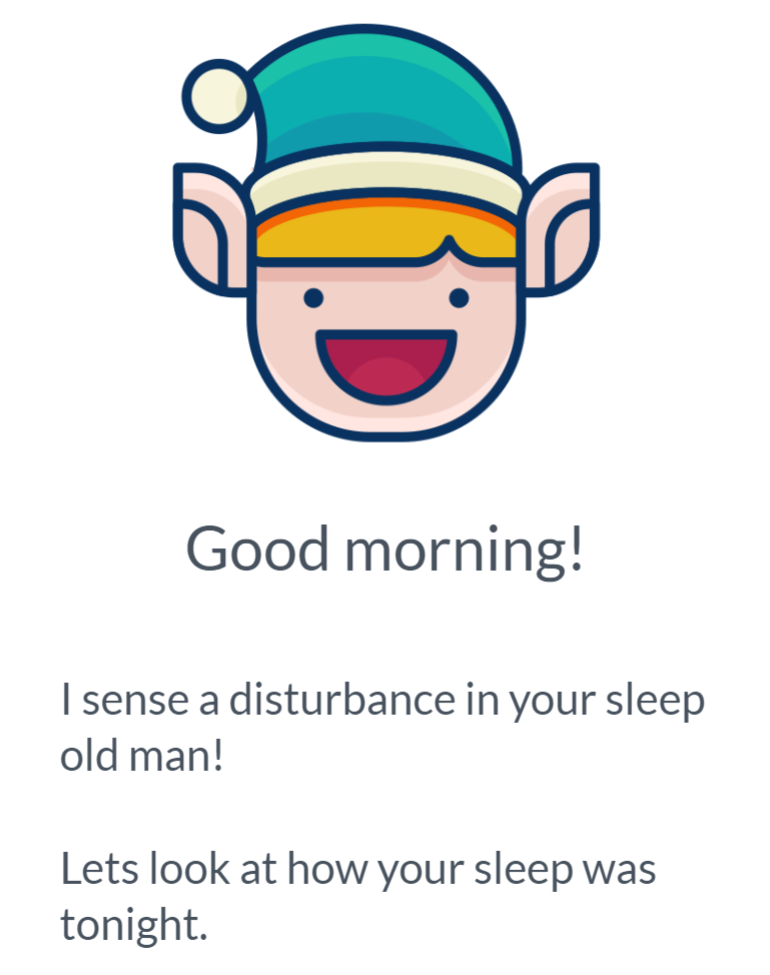 Good morning!
I sense a disturbance in your sleep
old man!
Lets look at how your sleep was
tonight.